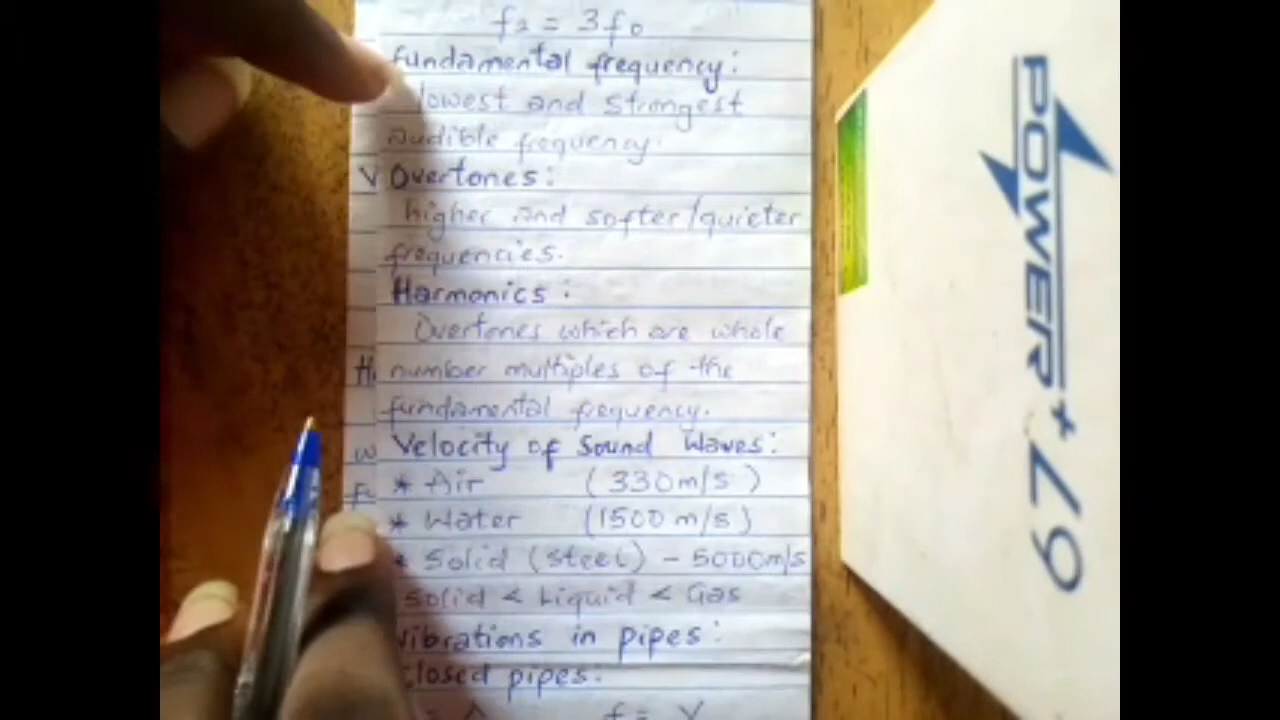 f2 = 3fo
Fundamental frequency:
lowest and strongest
audible frequency.
Overtones:
higher and softer/quieter
frequencies.
Harmonics:
Overtones which are whole
number multiples of the
fundamental frequency.
Velocity of Sound Waves:
* Air (330m/s)
* Water (1500 m/s)
* Solid (steel) - 5000m/s
Solid < Liquid < Gas
Vibrations in pipes:
Closed pipes:
POWER+ L9